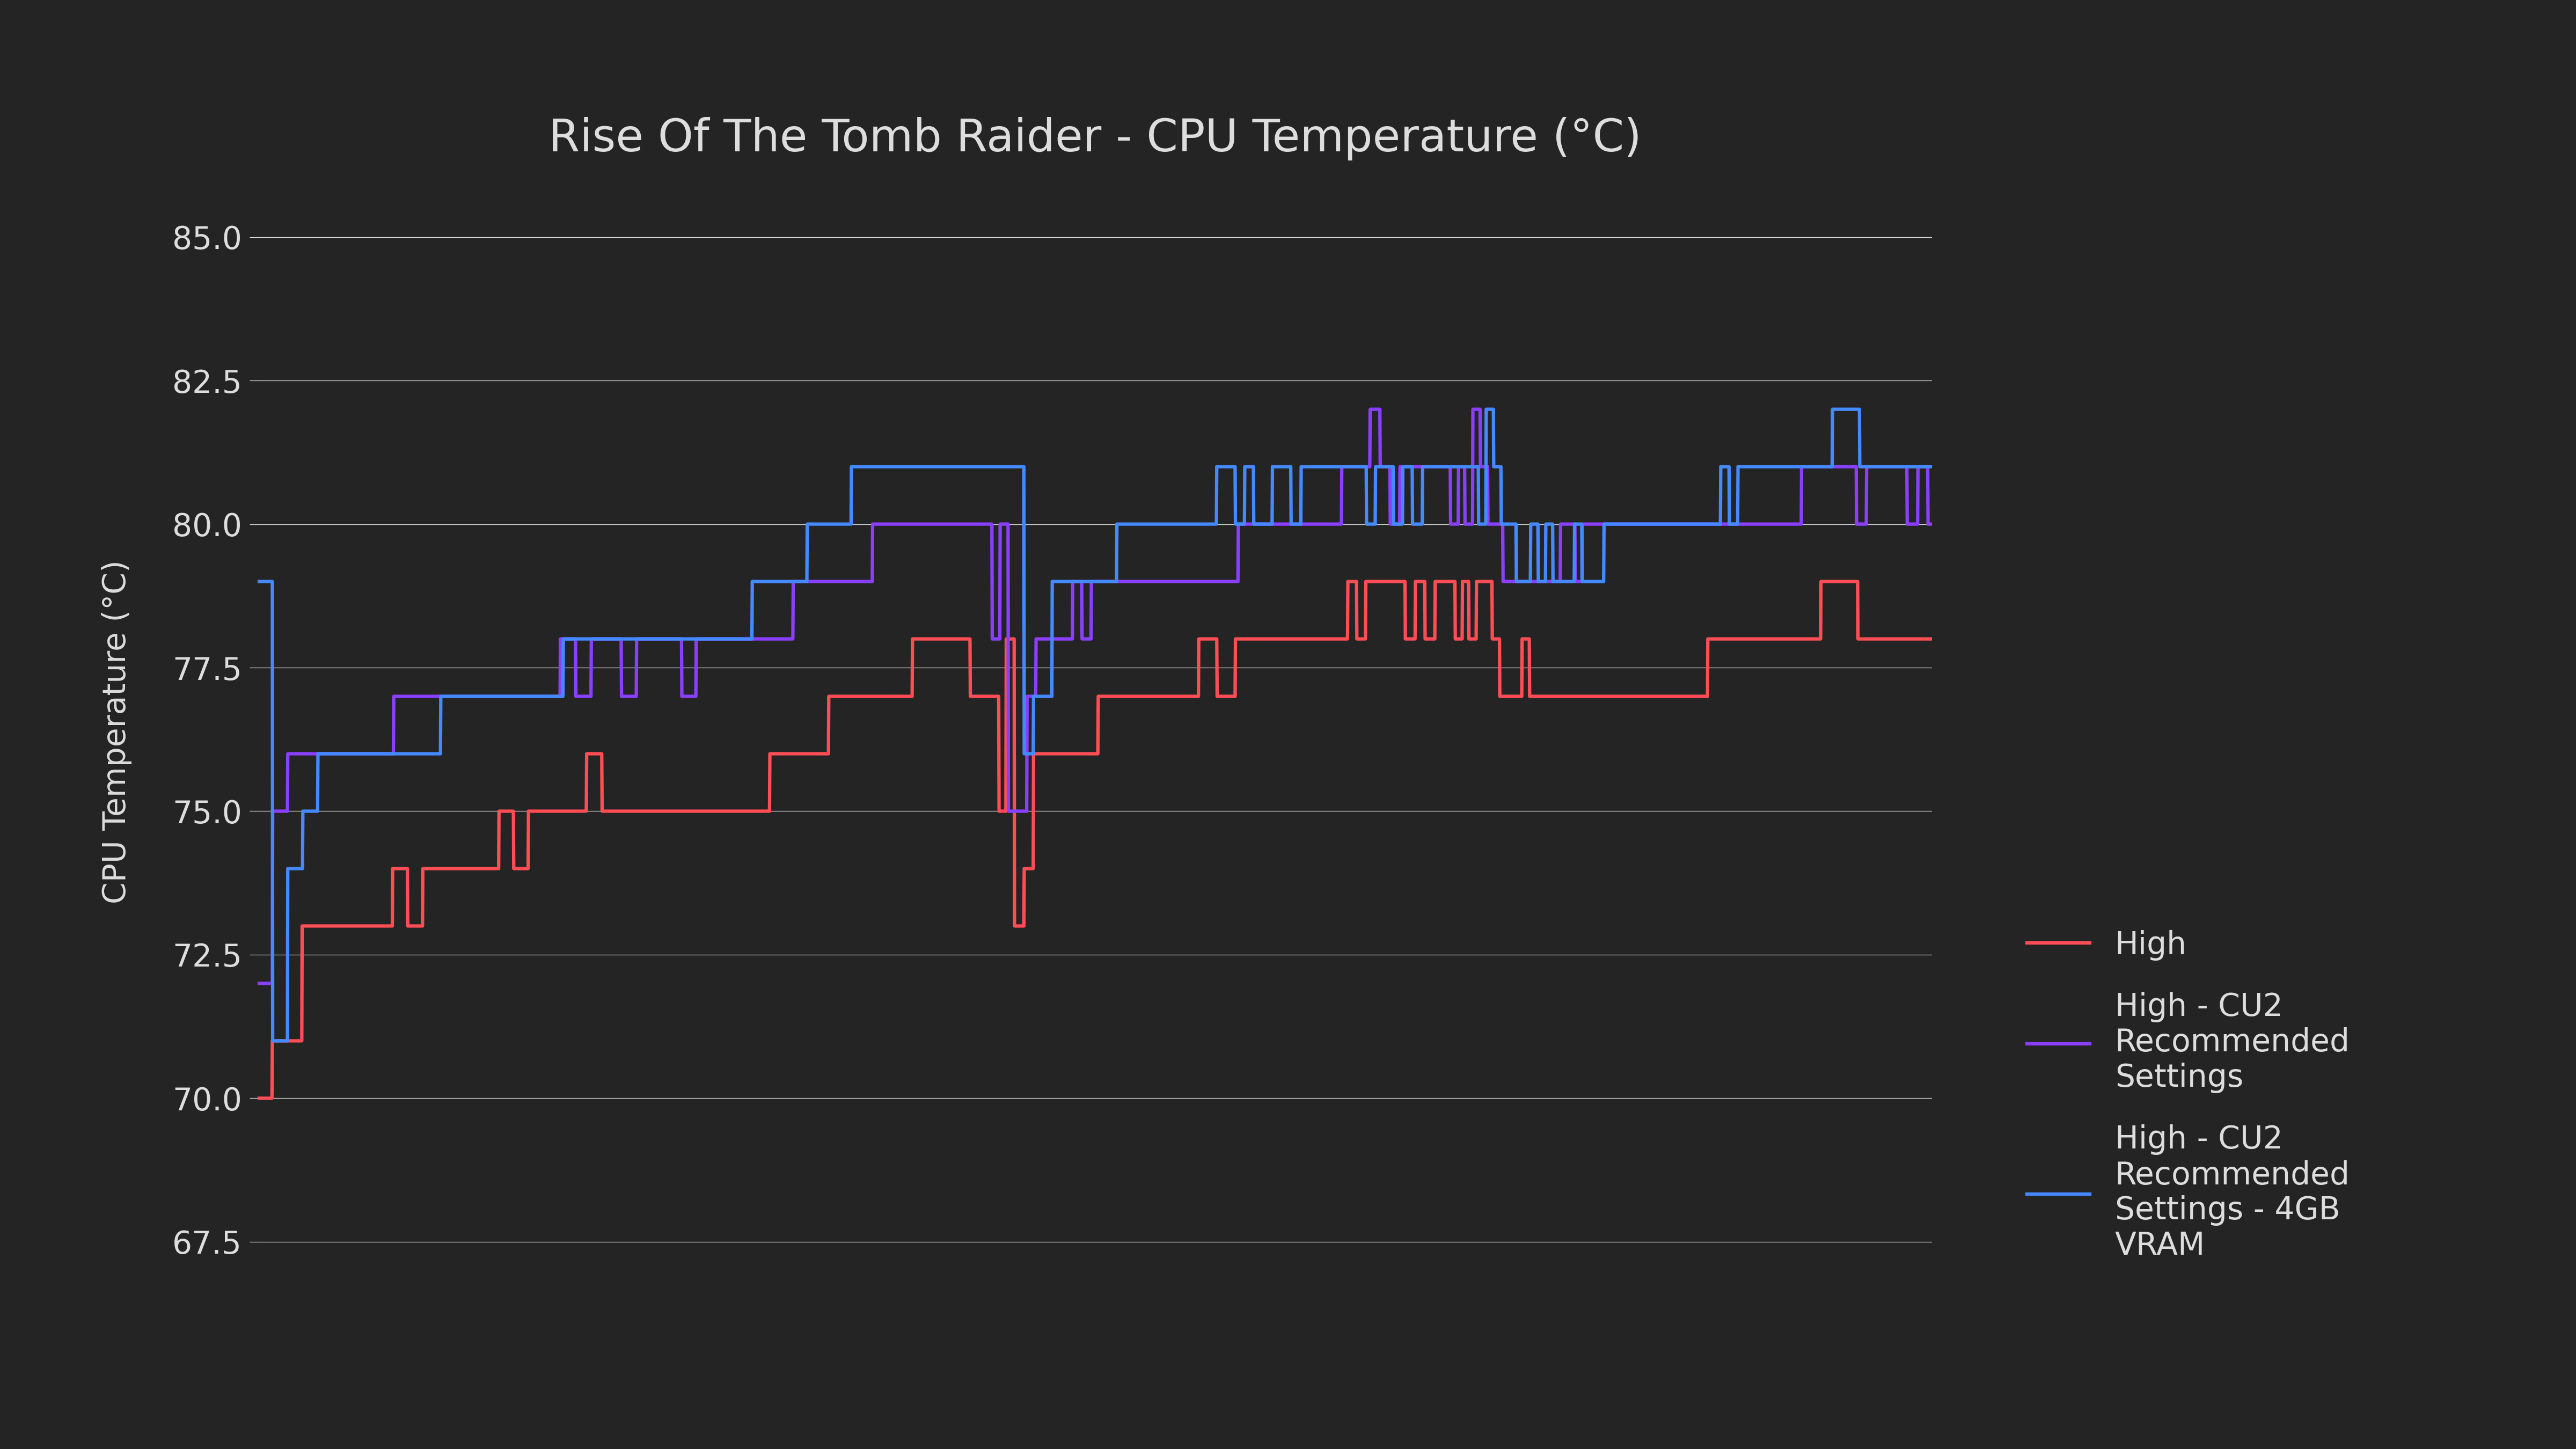 Rise Of The Tomb Raider - CPU Temperature (°C)
85.0
82.5
80.0
77.5
75.0
72.5
70.0
67.5
CPU Temperature (°C)
High
High - CU2
Recommended
Settings
High - CU2
Recommended
Settings - 4GB
VRAM